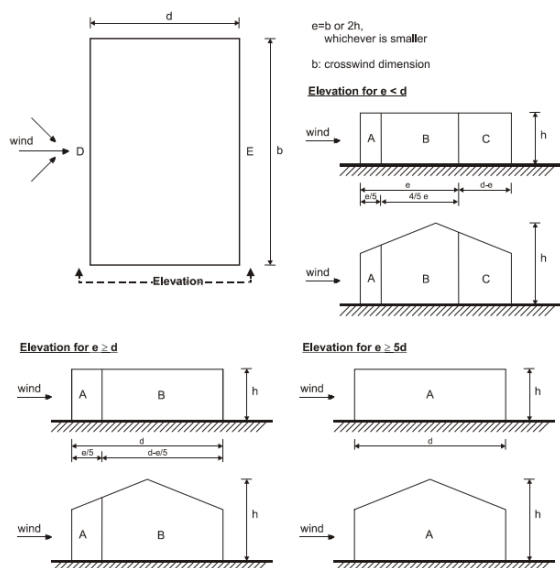 d
e=b or 2h,
whichever is smaller
b: crosswind dimension
wind
D
E
b
Elevation
Elevation for e < d
wind
A
B
C
h
e
d-e
e/5
4/5 e
wind
A
B
C
h
Elevation for e ≥ d
wind
A
B
h
d
e/5
d-e/5
wind
A
B
h
Elevation for e ≥ 5d
wind
A
h
d
wind
A
h